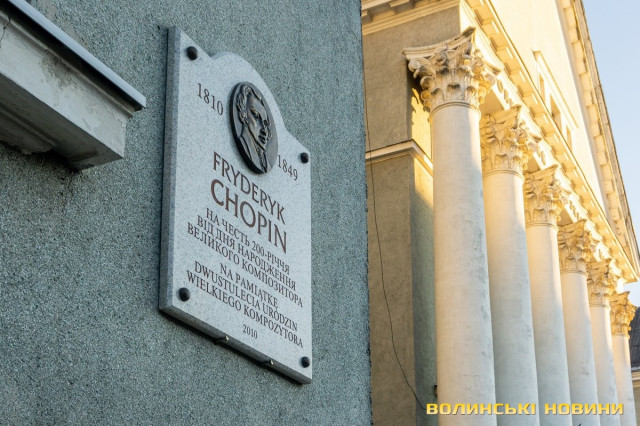 1810
1849
FRYDERYK
CHOPIN
НА ЧЕСТЬ 200-РІЧЧЯ
ВІД ДНЯ НАРОДЖЕННЯ
ВЕЛИКОГО КОМПОЗИТОРА
NA PAMIĄTKĘ
DWUSTULECIA URODZIN
WIELKIEGO KOMPOZYTORA
2010
ВОЛИНСЬКІ НОВИНИ